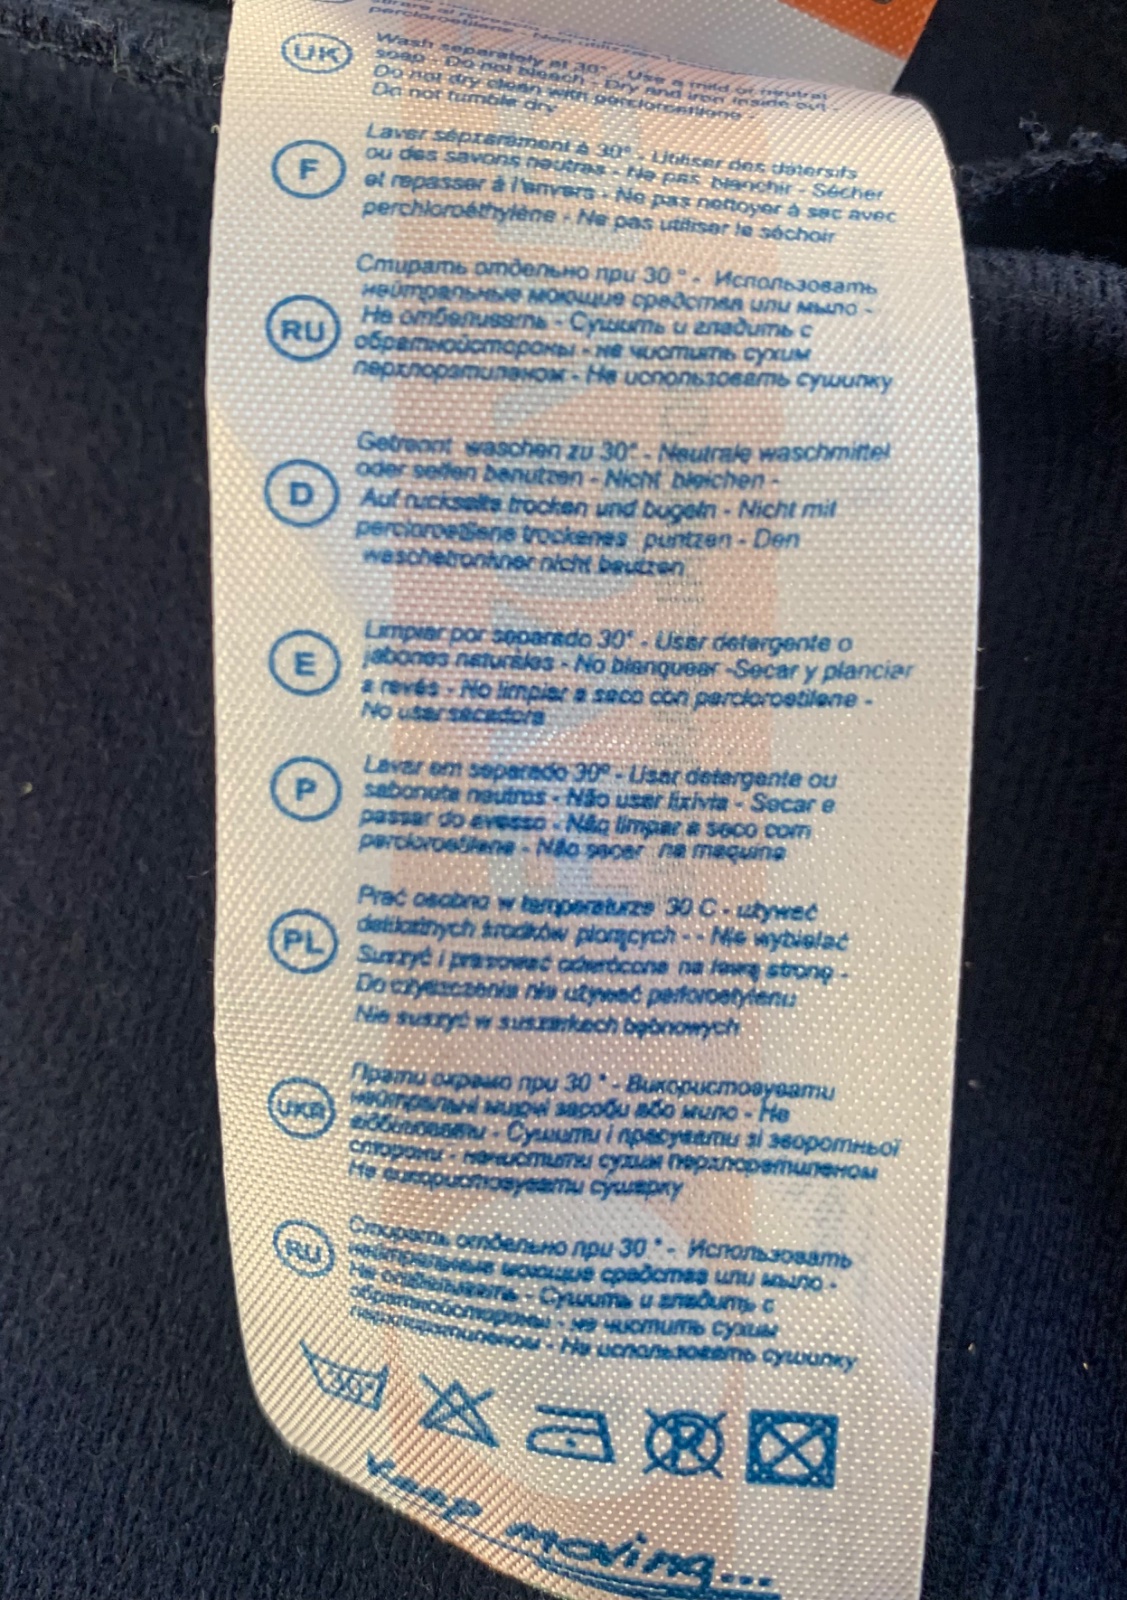 UK
Wash separately at 30° - Use a mild or neutral
soap - Do not bleach - Dry and iron inside out -
Do not dry clean with percloroetilene -
Do not tumble dry
F
Laver sépzarement à 30° - Utiliser des detersifs
ou des savons neutres - Ne pas blanchir - Sécher
et repasser à l'envers - Ne pas nettoyer à sec avec
perchloroéthylène - Ne pas utiliser le séchoir
RU
Стирать отдельно при 30 ° - Использовать
нейтральные моющие средства или мыло -
Не отбеливать - Сушить и гладить с
обратнойстороны - не чистить сухим
перхлоратиленом - Не использовать сушилку
D
Getrennt waschen zu 30° - Neutrale waschmittel
oder seifen benutzen - Nicht bleichen -
Auf ruckseite trocken und bugeln - Nicht mit
percloroetilene trockenes puntzen - Den
waschetronkner nicht beutzen
E
Limpiar por separado 30° - Usar detergente o
jabones naturales - No blanquear -Secar y planciar
a revés - No limpiar a seco con percloroetilene -
No usar secadora
P
Lavar em separado 30° - Usar detergente ou
sabonete neutros - Não usar lixivia - Secar e
passar do avesso - Não limpar a seco com
percloroetilene - Não secar na maquina
PL
Prać osobno w temperaturze 30 C - używać
delikatnych środków piorących - - Nie wybielać
Suszyć i prasować odwrócone na lewą stronę -
Do czyszczenia nie używać perloroetylenu
Nie suszyć w suszarkach bębnowych
UKR
Прати окремо при 30 ° - Використовувати
нейтральні миючі засоби або мило - Не
відбілювати - Сушити і прасувати зі зворотньої
сторони - нечистити сухим перхлоратиленом
Не використовувати сушарку
RU
Стирать отдельно при 30 ° - Использовать
нейтральные моющие средства или мыло -
Не отбеливать - Сушить и гладить с
обратнойстороны - не чистить сухим
перхлоратиленом - Не использовать сушилку
30°
R
keep moving...